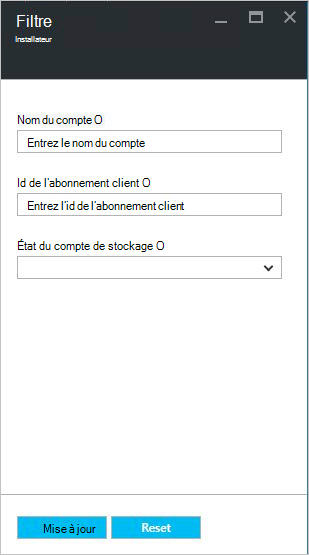 Filtre
Installateur
Nom du compte O
Entrez le nom du compte
Id de l'abonnement client O
Entrez l'id de l'abonnement client
État du compte de stockage O
Mise à jour Reset